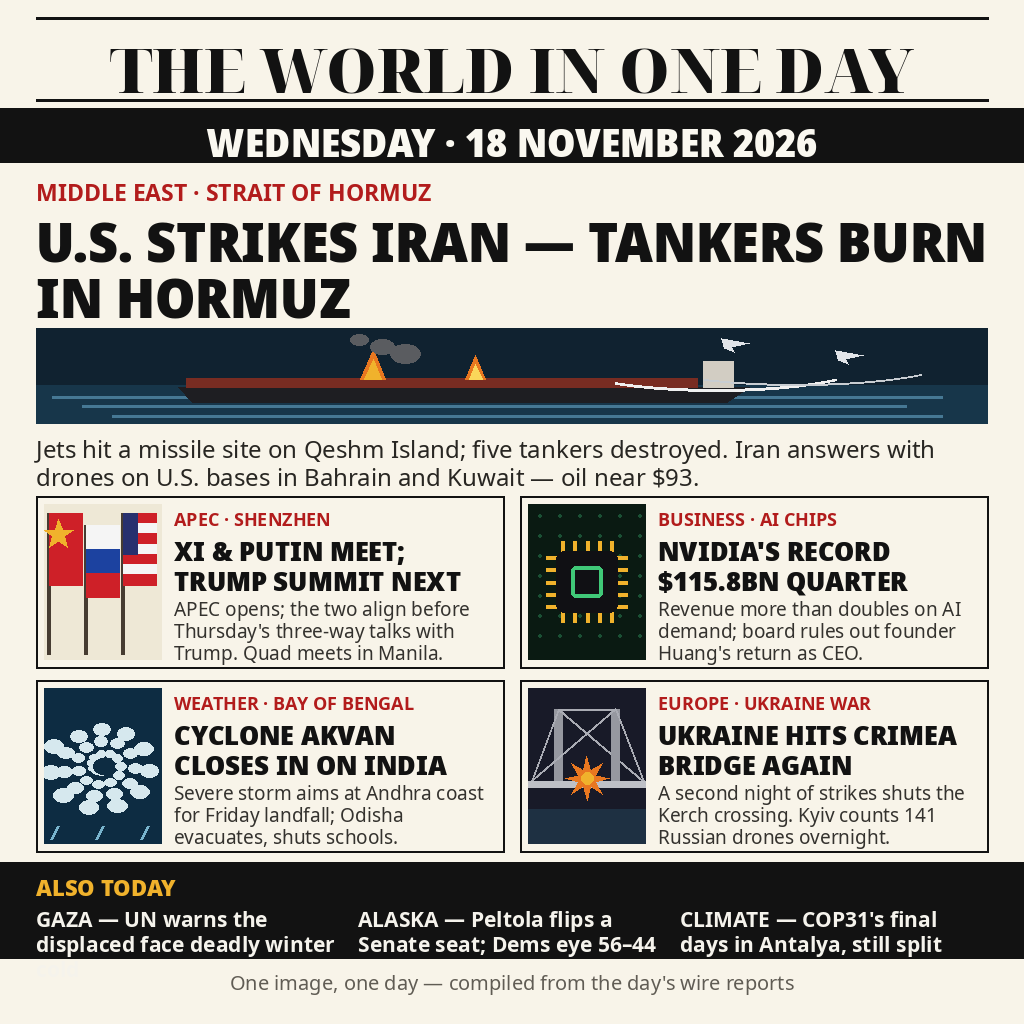 THE WORLD IN ONE DAY
WEDNESDAY · 18 NOVEMBER 2026
MIDDLE EAST · STRAIT OF HORMUZ
U.S. STRIKES IRAN — TANKERS BURN
IN HORMUZ
Jets hit a missile site on Qeshm Island; five tankers destroyed. Iran answers with
drones on U.S. bases in Bahrain and Kuwait — oil near $93.
APEC · SHENZHEN
XI & PUTIN MEET;
TRUMP SUMMIT NEXT
APEC opens; the two align before
Thursday's three-way talks with
Trump. Quad meets in Manila.
BUSINESS · AI CHIPS
NVIDIA'S RECORD
$115.8BN QUARTER
Revenue more than doubles on AI
demand; board rules out founder
Huang's return as CEO.
WEATHER · BAY OF BENGAL
CYCLONE AKVAN
CLOSES IN ON INDIA
Severe storm aims at Andhra coast
for Friday landfall; Odisha
evacuates, shuts schools.
EUROPE · UKRAINE WAR
UKRAINE HITS CRIMEA
BRIDGE AGAIN
A second night of strikes shuts the
Kerch crossing. Kyiv counts 141
Russian drones overnight.
ALSO TODAY
GAZA — UN warns the
displaced face deadly winter
ALASKA — Peltola flips a
Senate seat; Dems eye 56–44
CLIMATE — COP31's final
days in Antalya, still split
One image, one day — compiled from the day's wire reports